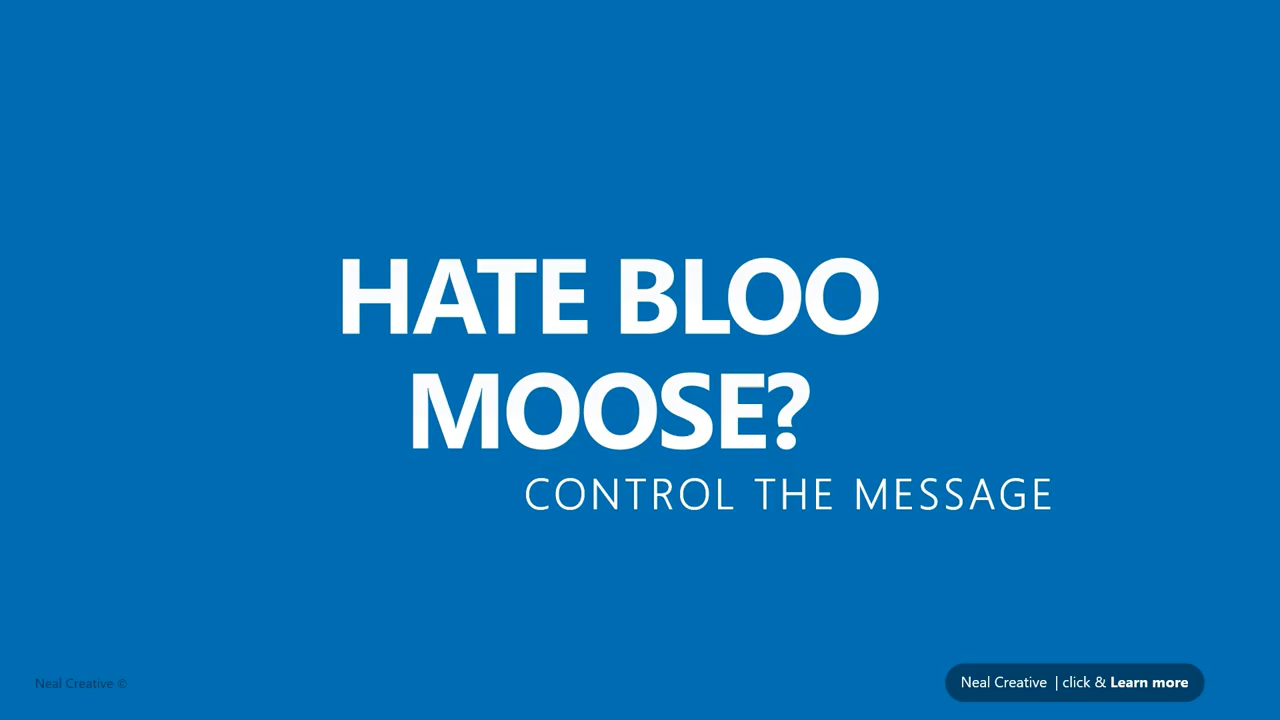 HATE BLOO
MOOSE?
CONTROL THE MESSAGE
Neal Creative ©
Neal Creative | click & Learn more